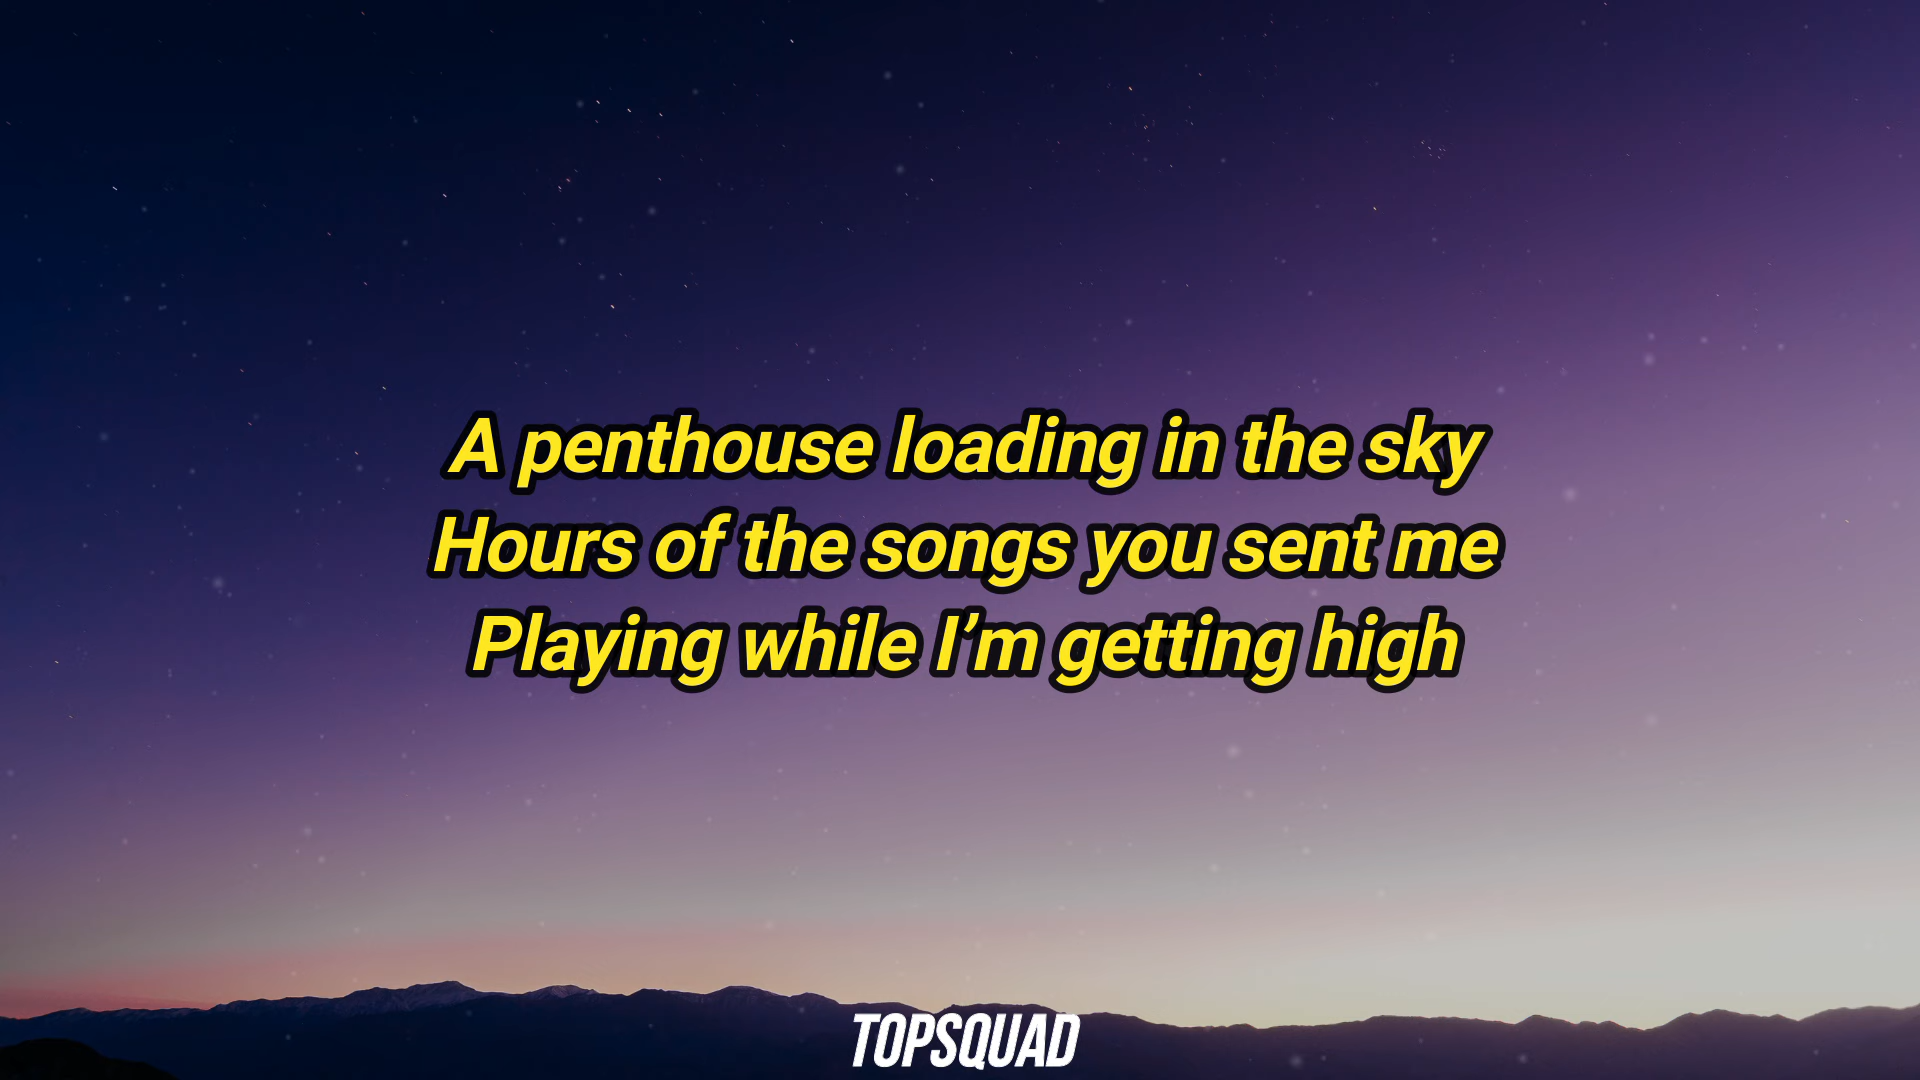 A penthouse loading in the sky
Hours of the songs you sent me
Playing while I’m getting high
TOPSQUAD